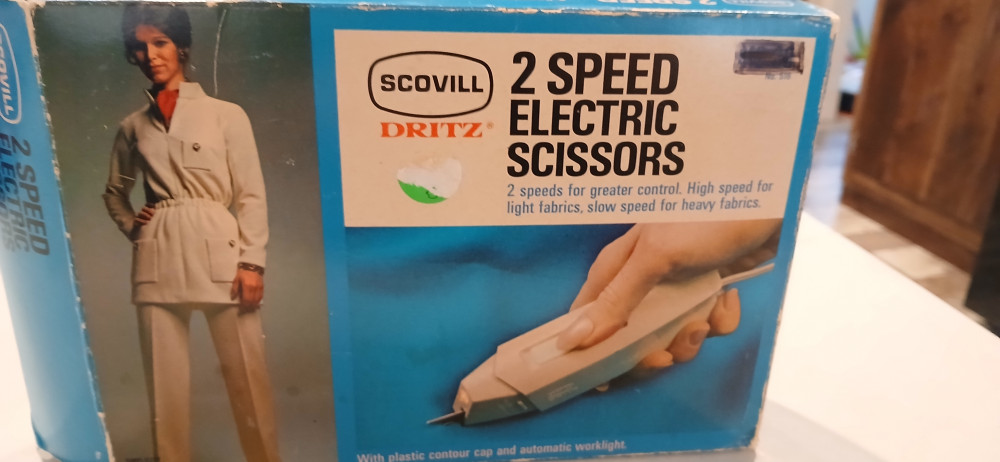 SCOVILL
DRITZ®
2 SPEED
ELECTRIC
SCISSORS
2 speeds for greater control. High speed for
light fabrics, slow speed for heavy fabrics.
With plastic contour cap and automatic worklight.
SCOVILL
2 SPEED
ELECTRIC
SCISSORS